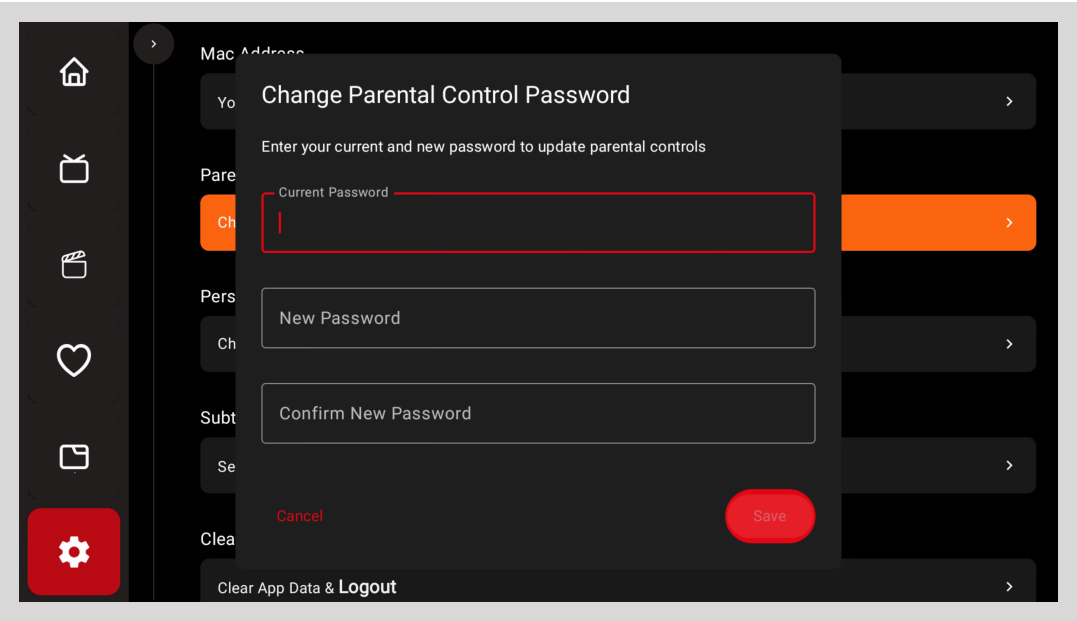 Mac Address
Yo
Change Parental Control Password
Enter your current and new password to update parental controls
Pare
Current Password
Ch
New Password
Pers
Ch
Confirm New Password
Subt
Se
Cancel
Save
Clea
Clear App Data & Logout